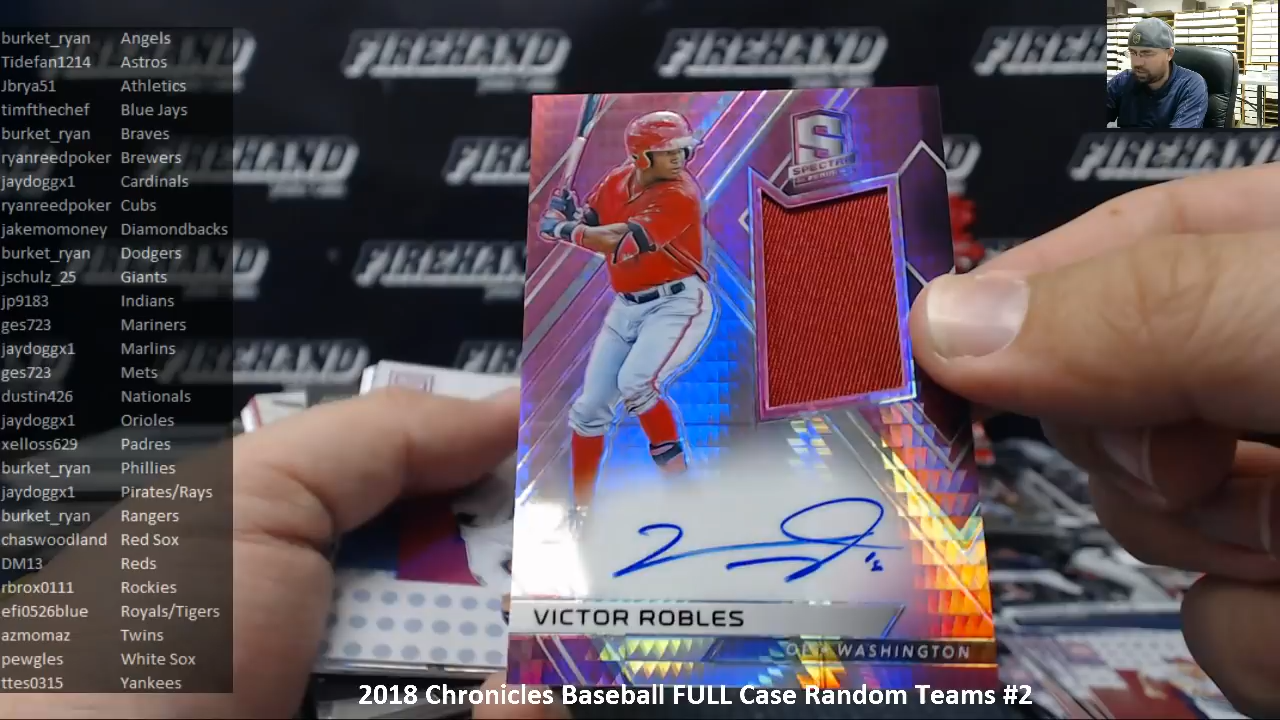 burket_ryan Angels
Tidefan1214 Astros
Jbrya51 Athletics
timfthechef Blue Jays
burket_ryan Braves
ryanreedpoker Brewers
jaydoggx1 Cardinals
ryanreedpoker Cubs
jakemomoney Diamondbacks
burket_ryan Dodgers
jschulz_25 Giants
jp9183 Indians
ges723 Mariners
jaydoggx1 Marlins
ges723 Mets
dustin426 Nationals
jaydoggx1 Orioles
xelloss629 Padres
burket_ryan Phillies
jaydoggx1 Pirates/Rays
burket_ryan Rangers
chaswoodland Red Sox
DM13 Reds
rbrox0111 Rockies
efi0526blue Royals/Tigers
azmomaz Twins
pewgles White Sox
ttes0315 Yankees
FIREHAND
S
SPECTRA
VICTOR ROBLES
WASHINGTON
2018 Chronicles Baseball FULL Case Random Teams #2